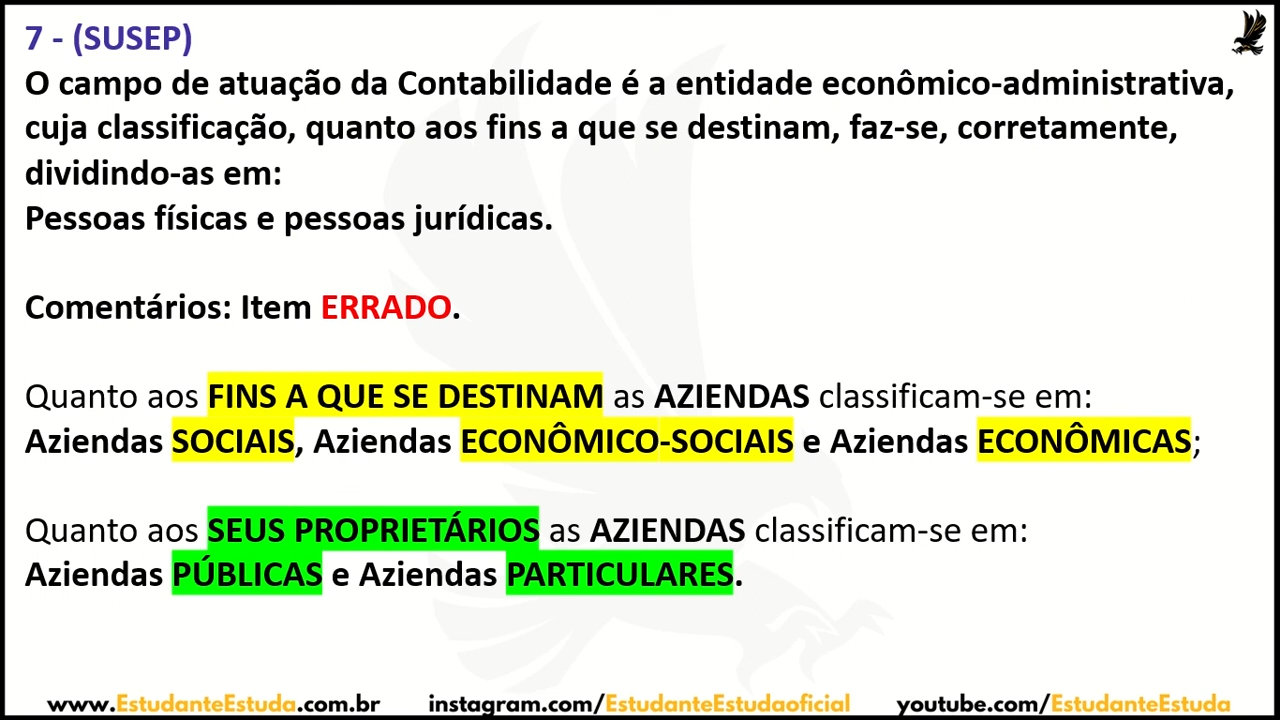 7 - (SUSEP)
O campo de atuação da Contabilidade é a entidade econômico-administrativa,
cuja classificação, quanto aos fins a que se destinam, faz-se, corretamente,
dividindo-as em:
Pessoas físicas e pessoas jurídicas.
Comentários: Item ERRADO.
Quanto aos FINS A QUE SE DESTINAM as AZIENDAS classificam-se em:
Aziendas SOCIAIS, Aziendas ECONÔMICO-SOCIAIS e Aziendas ECONÔMICAS;
Quanto aos SEUS PROPRIETÁRIOS as AZIENDAS classificam-se em:
Aziendas PÚBLICAS e Aziendas PARTICULARES.
www.EstudanteEstuda.com.br instagram.com/EstudanteEstudaoficial youtube.com/EstudanteEstuda